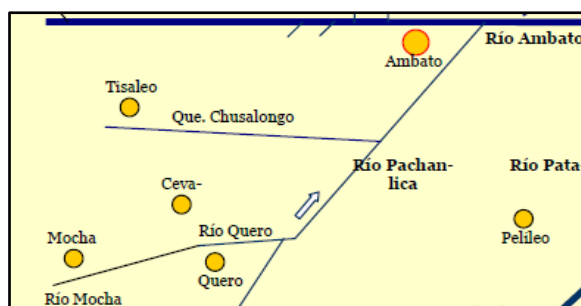 Río Ambato
Ambato
Tisaleo
Que. Chusalongo
Río Pachan-
lica
Río Pata-
Ceva-
Río Quero
Mocha
Pelileo
Quero
Río Mocha